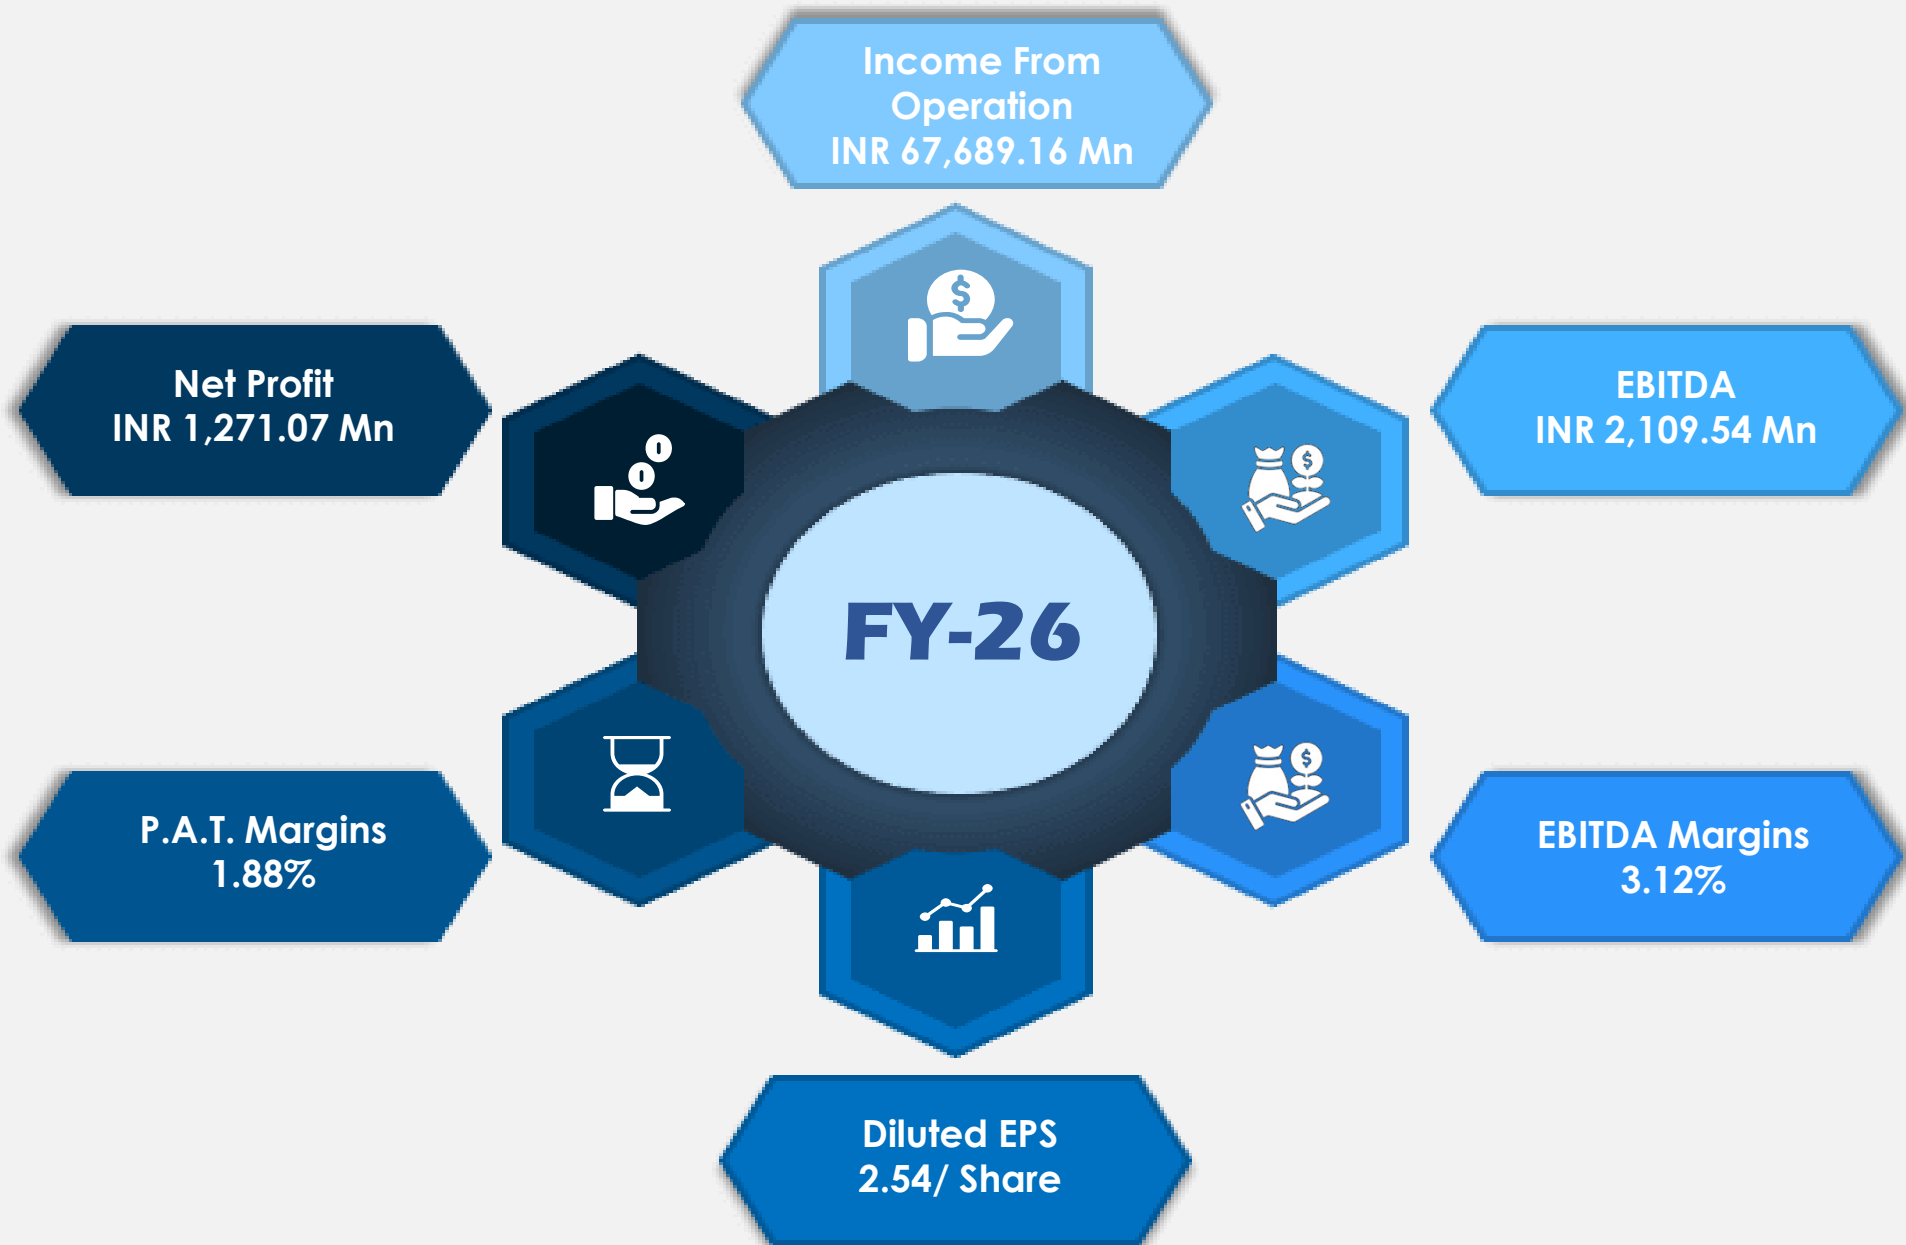 Income From
Operation
INR 67,689.16 Mn
Net Profit
INR 1,271.07 Mn
EBITDA
INR 2,109.54 Mn
FY-26
P.A.T. Margins
1.88%
EBITDA Margins
3.12%
Diluted EPS
2.54/ Share